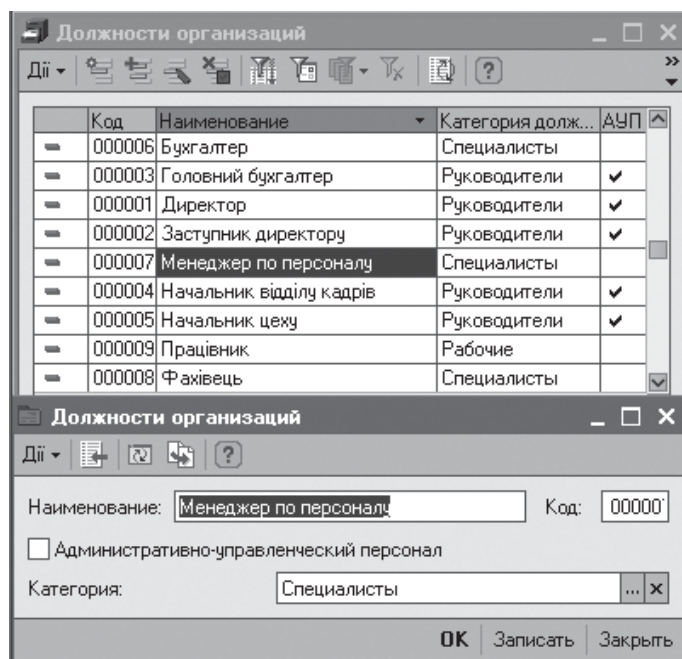 Должности организаций
Дії
Код Наименование Категория долж... АУП
000006 Бухгалтер Специалисты
000003 Головний бухгалтер Руководители ✔
000001 Директор Руководители ✔
000002 Заступник директору Руководители ✔
000007 Менеджер по персоналу Специалисты
000004 Начальник відділу кадрів Руководители ✔
000005 Начальник цеху Руководители ✔
000009 Працівник Рабочие
000008 Фахівець Специалисты
Должности организаций
Дії
Наименование: Менеджер по персоналу Код: 00000
Административно-управленческий персонал
Категория: Специалисты ...
OK Записать Закрыть